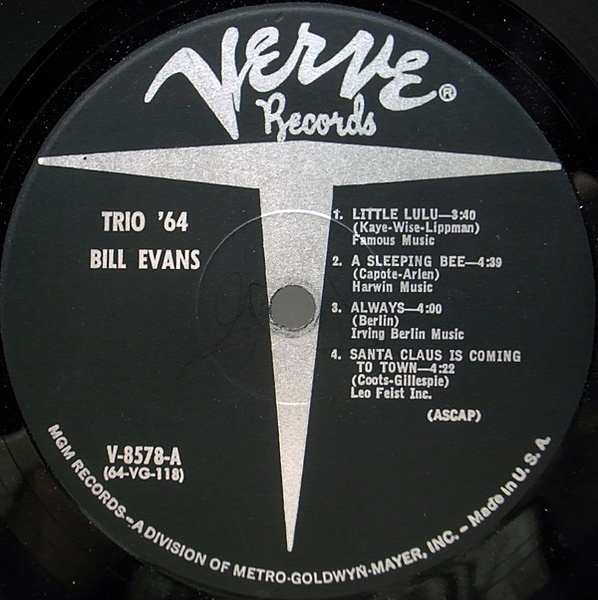 Verve®
Records
TRIO '64
BILL EVANS
1. LITTLE LULU—3:40
(Kaye-Wise-Lippman)
Famous Music
2. A SLEEPING BEE—4:39
(Capote-Arlen)
Harwin Music
3. ALWAYS—4:00
(Berlin)
Irving Berlin Music
4. SANTA CLAUS IS COMING
TO TOWN—4:22
(Coots-Gillespie)
Leo Feist Inc.
(ASCAP)
V-8578-A
(64-VG-118)
MGM RECORDS–A DIVISION OF METRO-GOLDWYN-MAYER, INC. – Made in U. S. A.